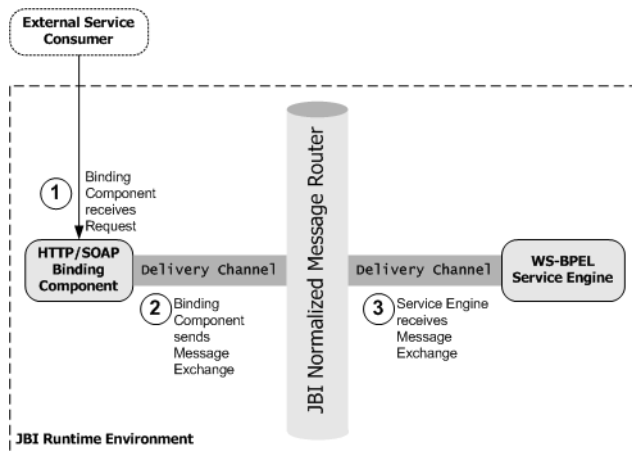 External Service
Consumer
1
Binding
Component
receives
Request
HTTP/SOAP
Binding
Component
Delivery Channel
2
Binding
Component
sends
Message
Exchange
JBI Normalized Message Router
Delivery Channel
3
Service Engine
receives
Message
Exchange
WS-BPEL
Service Engine
JBI Runtime Environment